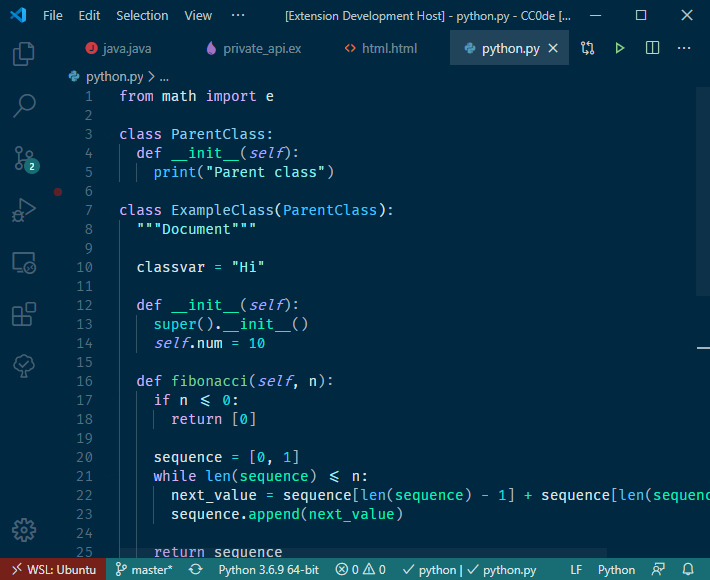 File Edit Selection View ··· [Extension Development Host] - python.py - CC0de [...
java.java private_api.ex html.html python.py
python.py > ...
1 from math import e
2
3 class ParentClass:
4 def __init__(self):
5 print("Parent class")
6
7 class ExampleClass(ParentClass):
8 """Document"""
9
10 classvar = "Hi"
11
12 def __init__(self):
13 super().__init__()
14 self.num = 10
15
16 def fibonacci(self, n):
17 if n <= 0:
18 return [0]
19
20 sequence = [0, 1]
21 while len(sequence) <= n:
22 next_value = sequence[len(sequence) - 1] + sequence[len(sequen
23 sequence.append(next_value)
24
25 return sequence
2
WSL: Ubuntu master* Python 3.6.9 64-bit 0 0 python | python.py LF Python